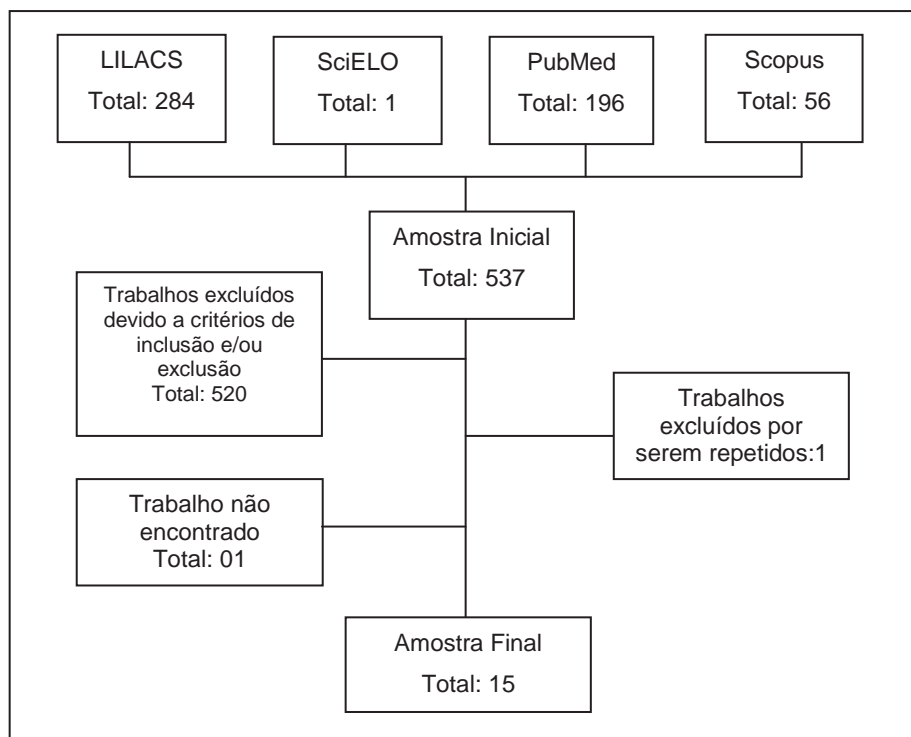 LILACS
Total: 284
SciELO
Total: 1
PubMed
Total: 196
Scopus
Total: 56
Amostra Inicial
Total: 537
Trabalhos excluídos
devido a critérios de
inclusão e/ou
exclusão
Total: 520
Trabalhos
excluídos por
serem repetidos:1
Trabalho não
encontrado
Total: 01
Amostra Final
Total: 15